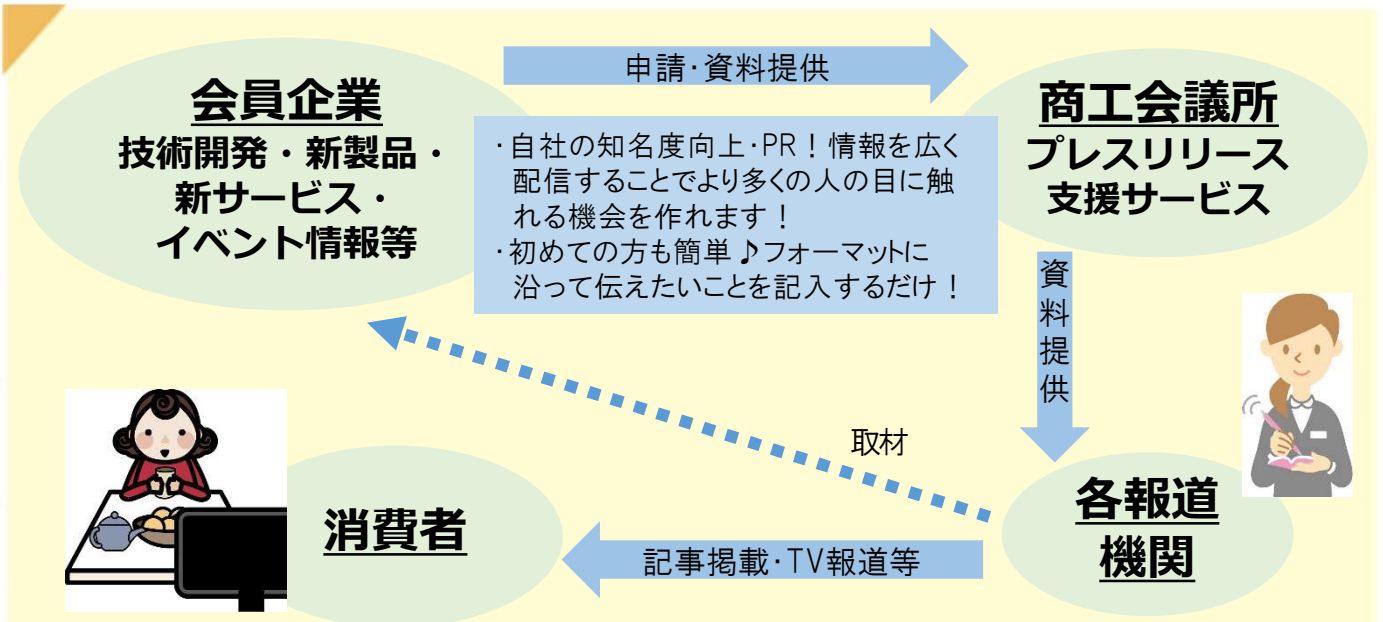 会員企業
技術開発・新製品・
新サービス・
イベント情報等
申請・資料提供
・自社の知名度向上・PR！情報を広く
配信することでより多くの人の目に触
れる機会を作れます！
・初めての方も簡単♪フォーマットに
沿って伝えたいことを記入するだけ！
商工会議所
プレスリリース
支援サービス
資料提供
取材
各報道
機関
記事掲載・TV報道等
消費者